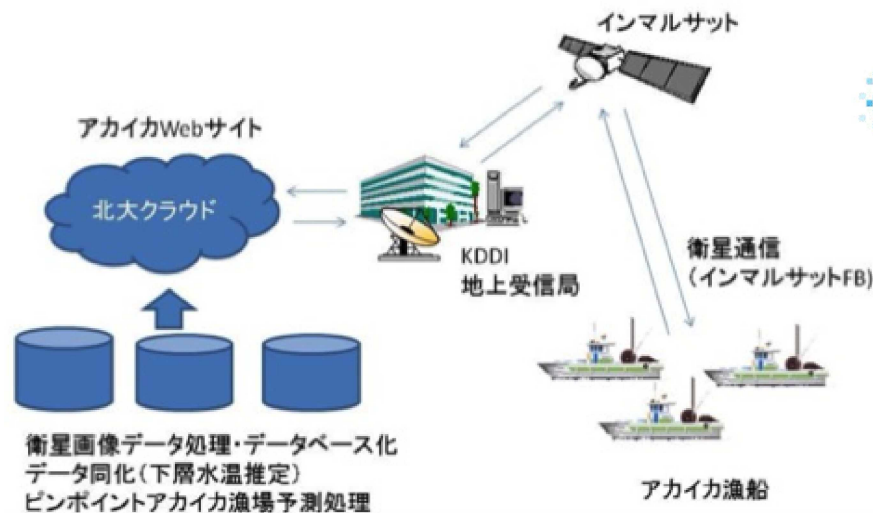 インマルサット
アカイカWebサイト
北大クラウド
KDDI
地上受信局
衛星通信
(インマルサットFB)
衛星画像データ処理・データベース化
データ同化(下層水温推定)
ピンポイントアカイカ漁場予測処理
アカイカ漁船